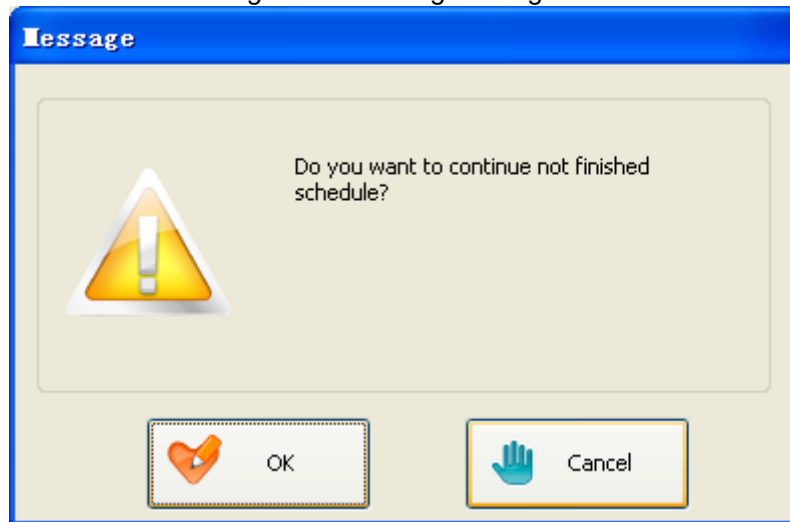 Message
Do you want to continue not finished
schedule?
OK
Cancel